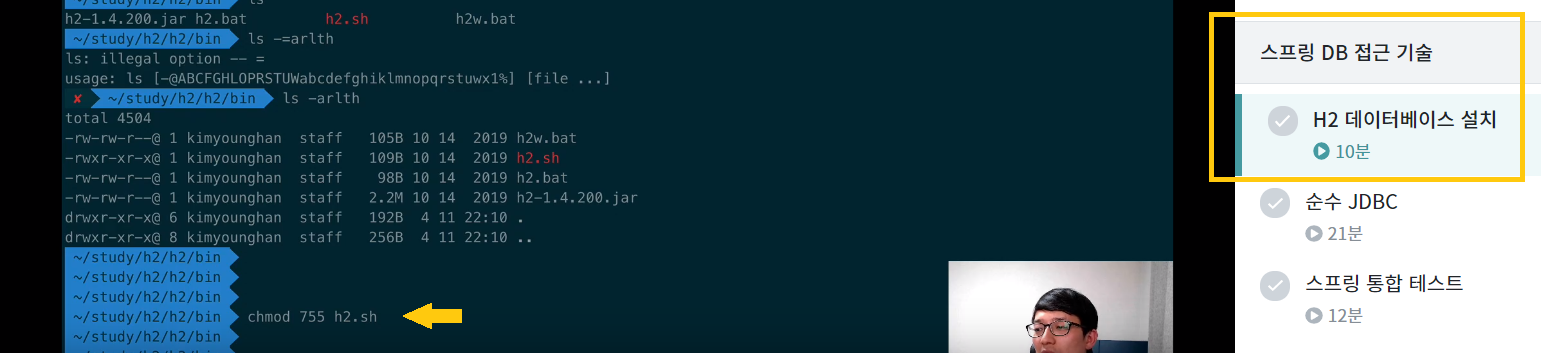 ~/study/h2/h2/bin ls
h2-1.4.200.jar h2.bat h2.sh h2w.bat
~/study/h2/h2/bin ls -=arlth
ls: illegal option -- =
usage: ls [-@ABCFGHLOPRSTUWabcdefghiklmnopqrstuwx1%] [file ...]
✘ ~/study/h2/h2/bin ls -arlth
total 4504
-rw-rw-r--@ 1 kimyounghan staff 105B 10 14 2019 h2w.bat
-rwxr-xr-x@ 1 kimyounghan staff 109B 10 14 2019 h2.sh
-rw-rw-r--@ 1 kimyounghan staff 98B 10 14 2019 h2.bat
-rw-rw-r--@ 1 kimyounghan staff 2.2M 10 14 2019 h2-1.4.200.jar
drwxr-xr-x@ 6 kimyounghan staff 192B 4 11 22:10 .
drwxr-xr-x@ 8 kimyounghan staff 256B 4 11 22:10 ..
~/study/h2/h2/bin
~/study/h2/h2/bin
~/study/h2/h2/bin
~/study/h2/h2/bin chmod 755 h2.sh
~/study/h2/h2/bin
~/study/h2/h2/bin
스프링 DB 접근 기술
H2 데이터베이스 설치
10분
순수 JDBC
21분
스프링 통합 테스트
12분